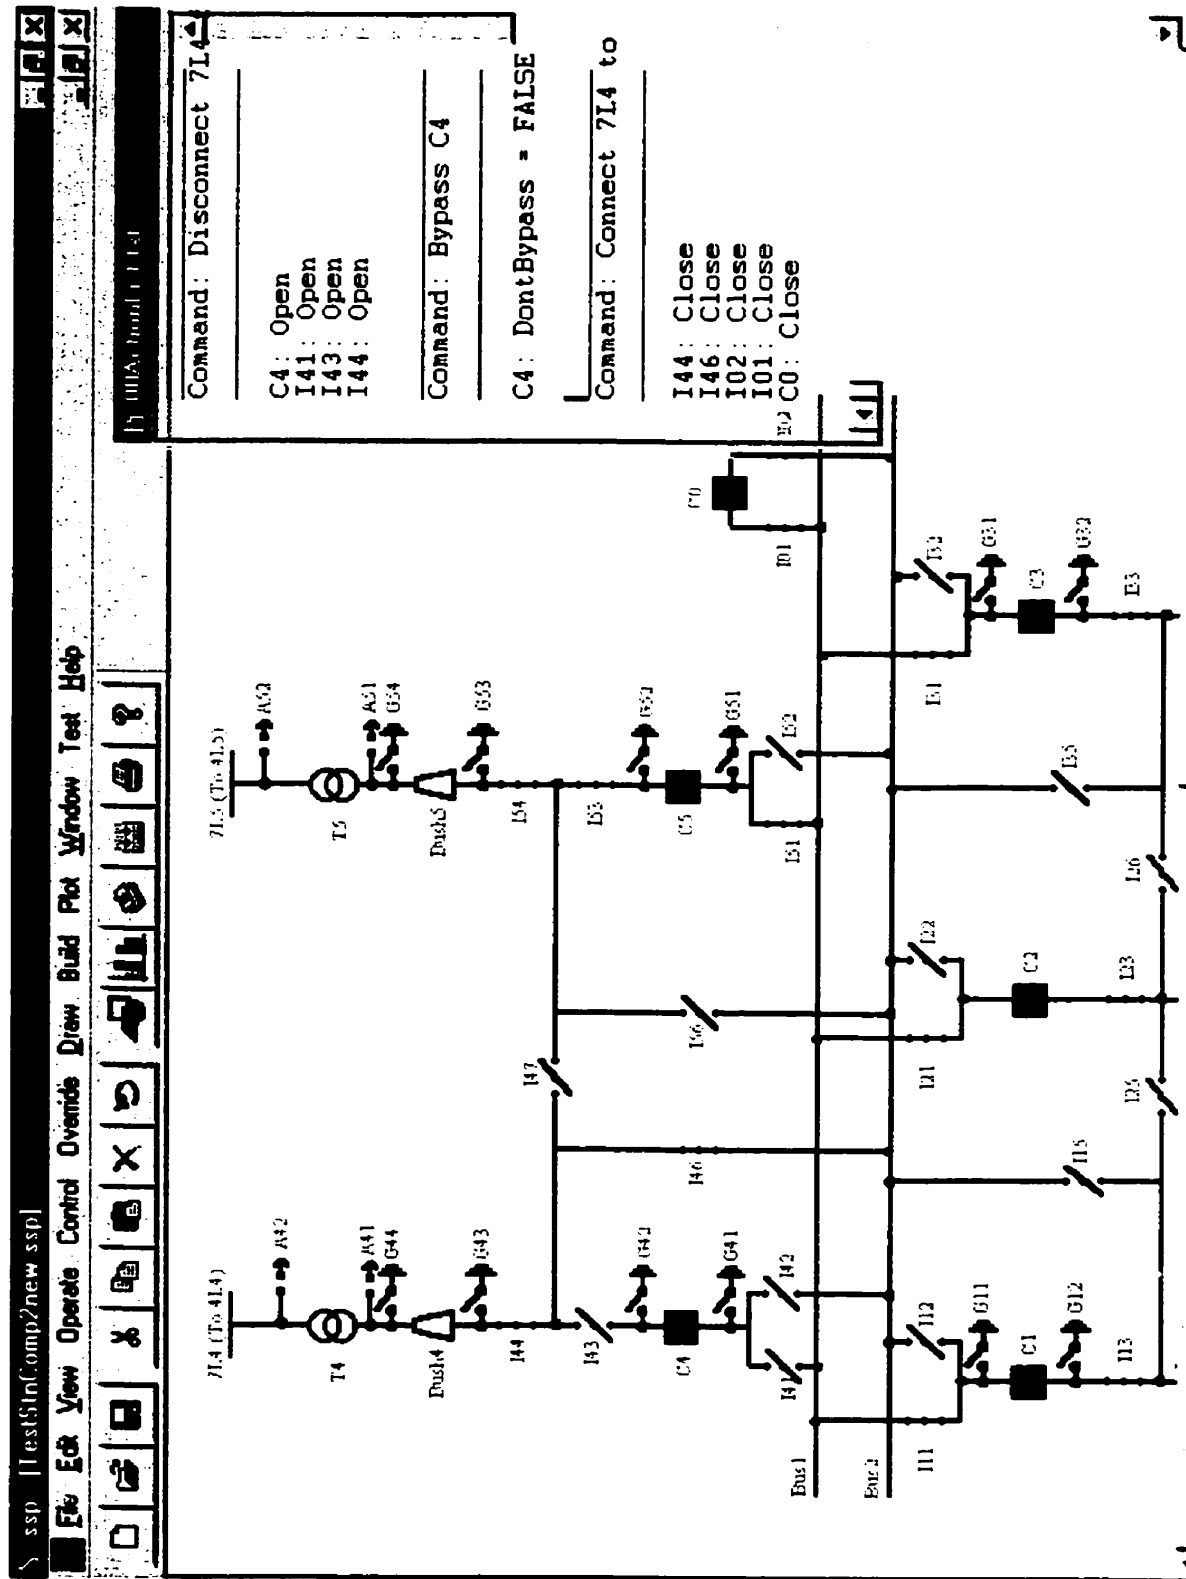 ssp [TestStnComp2new.ssp]
File Edit View Operate Control Override Draw Build Plot Window Test Help
Command: Disconnect 7L4
C4: Open
I41: Open
I43: Open
I44: Open
Command: Bypass C4
C4: DontBypass = FALSE
Command: Connect 7L4 to
I44: Close
I46: Close
I02: Close
I01: Close
C0: Close
7L4 (To 4L4)
7L5 (To 4L5)
A42
A52
T4
T5
A41
A51
G44
G54
Bush4
Bush5
G43
G53
I44
I54
I47
I43
I53
G42
G52
C4
C5
G41
G51
I41
I42
I51
I52
I46
I56
C0
I01
I02
Bus1
Bus2
I11
I12
I21
I22
I31
I32
G11
G31
C1
C2
C3
G12
G32
I13
I23
I33
I15
I35
I25
I26